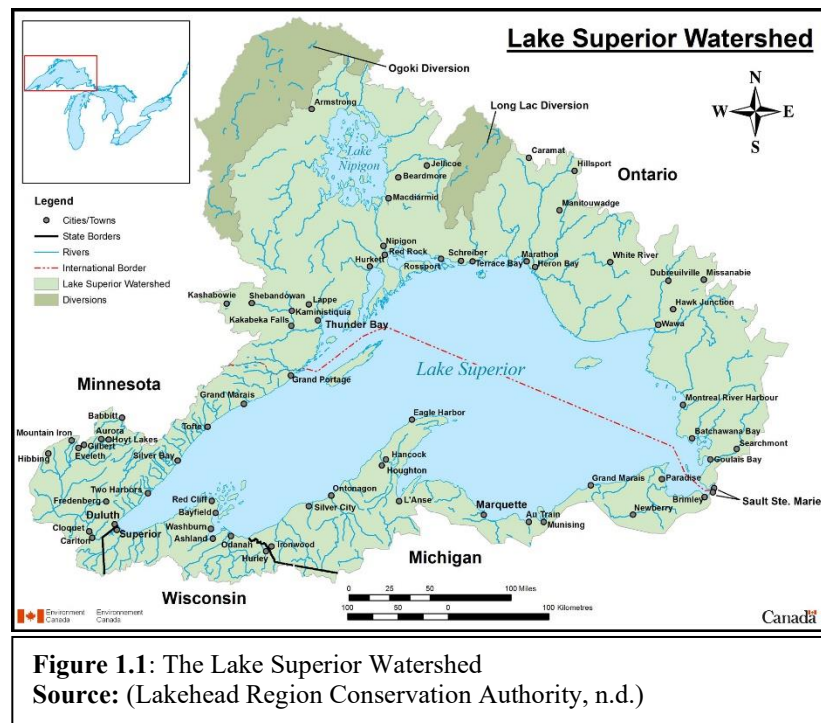 Lake Superior Watershed
Ogoki Diversion
Long Lac Diversion
N
W E
S
Armstrong
Lake
Nipigon
Jellicoe
Beardmore
Macdiarmid
Caramat
Hillsport
Ontario
Manitouwadge
Legend
Cities/Towns
State Borders
Rivers
International Border
Lake Superior Watershed
Diversions
Nipigon
Red Rock
Hurkett
Rossport
Schreiber
Terrace Bay
Marathon
Heron Bay
White River
Dubreuilville
Missanabie
Hawk Junction
Wawa
Kashabowie
Shebandowan
Lappe
Kaministiquia
Kakabeka Falls
Thunder Bay
Lake Superior
Grand Portage
Minnesota
Grand Marais
Montreal River Harbour
Babbitt
Eagle Harbor
Mountain Iron
Aurora
Hoyt Lakes
Tofte
Batchawana Bay
Searchmont
Gilbert
Eveleth
Hibbing
Silver Bay
Hancock
Houghton
Goulais Bay
Two Harbors
Red Cliff
Ontonagon
Grand Marais
Paradise
Fredenberg
Bayfield
Silver City
L'Anse
Marquette
Brimley
Sault Ste. Marie
Duluth
Washburn
Au Train
Newberry
Cloquet
Superior
Ashland
Odanah
Ironwood
Munising
Carlton
Hurley
Michigan
Wisconsin
0 25 50 100 Miles
100 50 0 100 Kilometres
Environment Environnement
Canada Canada
Canada
Figure 1.1: The Lake Superior Watershed
Source: (Lakehead Region Conservation Authority, n.d.)